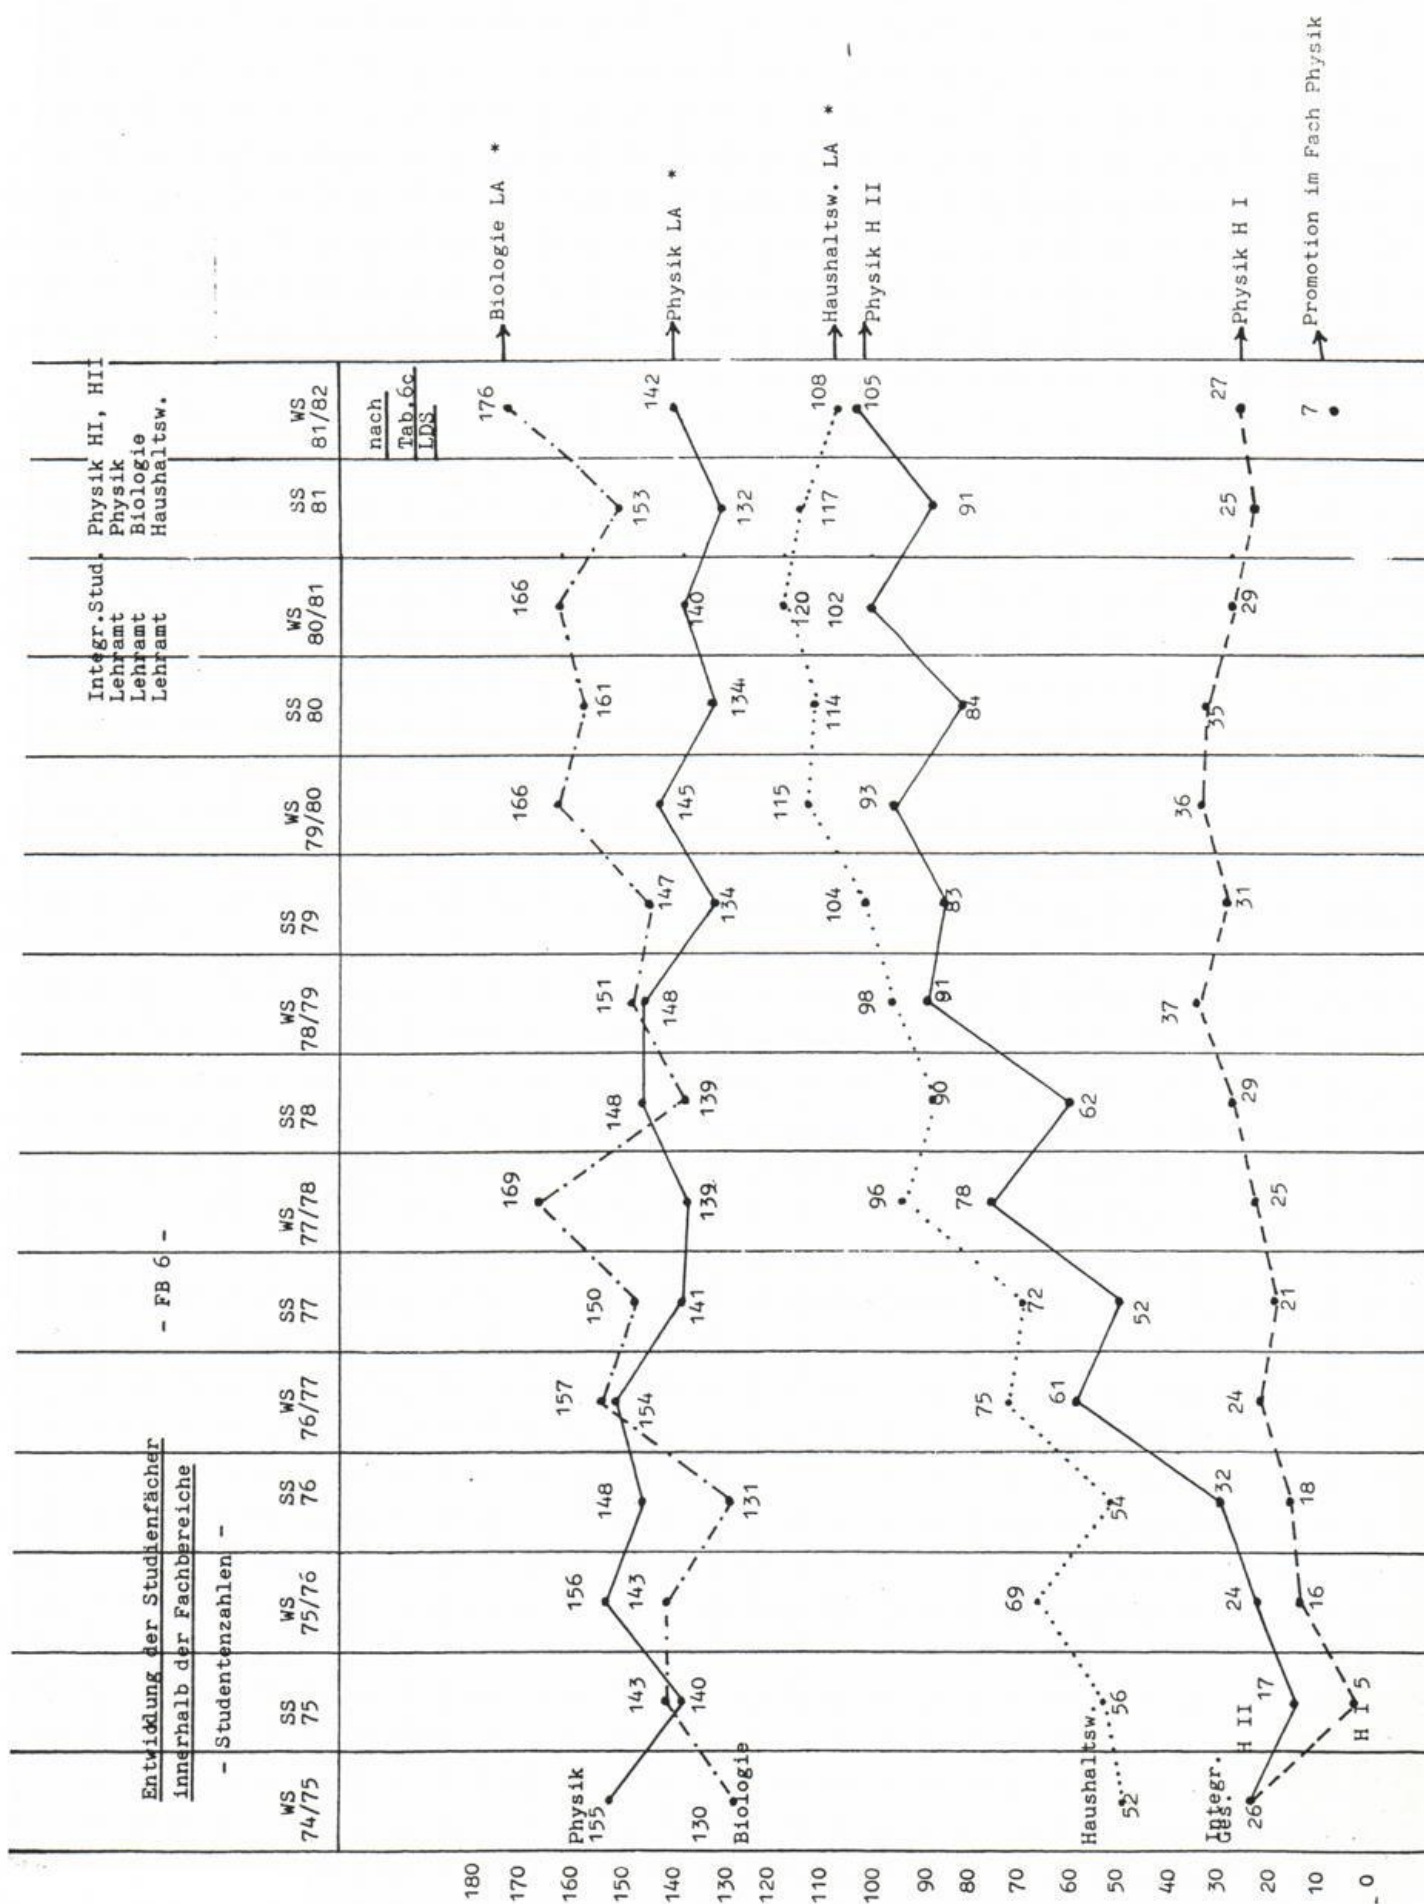 Entwicklung der Studienfächer
innerhalb der Fachbereiche
- Studentenzahlen -
- FB 6 -
Integr.Stud. Physik HI, HII
Lehramt Physik
Lehramt Biologie
Lehramt Haushaltsw.
WS 74/75
SS 75
WS 75/76
SS 76
WS 76/77
SS 77
WS 77/78
SS 78
WS 78/79
SS 79
WS 79/80
SS 80
WS 80/81
SS 81
WS 81/82
nach
Tab.6c
LDS
180
170
160
150
140
130
120
110
100
90
80
70
60
50
40
30
20
10
0
Physik
155 140 156 148 154 141 139 148 148 134 145 134 140 132 142
Physik LA *
130 143 143 131 157 150 169 139 151 147 166 161 166 153 176
Biologie
Biologie LA *
Haushaltsw.
52 56 69 54 75 72 96 90 98 104 115 114 120 117 108
Haushaltsw. LA *
Integr.
Ges.
H II
26 17 24 32 61 52 78 62 91 83 93 84 102 91 105
Physik H II
H I
5 16 18 24 21 25 29 37 31 36 35 29 25 27
Physik H I
7
Promotion im Fach Physik